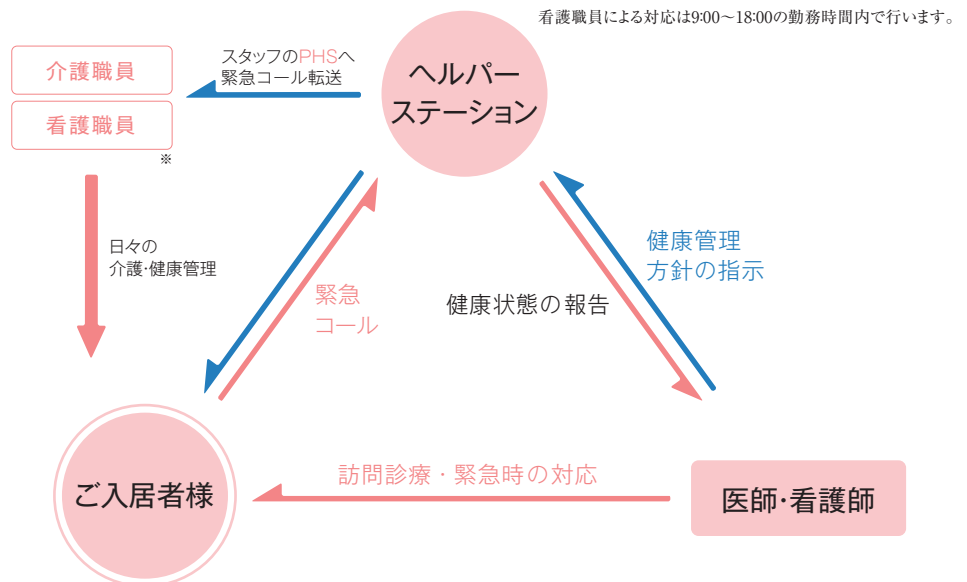 看護職員による対応は9:00～18:00の勤務時間内で行います。
介護職員
看護職員
※
スタッフのPHSへ
緊急コール転送
ヘルパー
ステーション
日々の
介護・健康管理
緊急
コール
健康状態の報告
健康管理
方針の指示
ご入居者様
訪問診療・緊急時の対応
医師・看護師